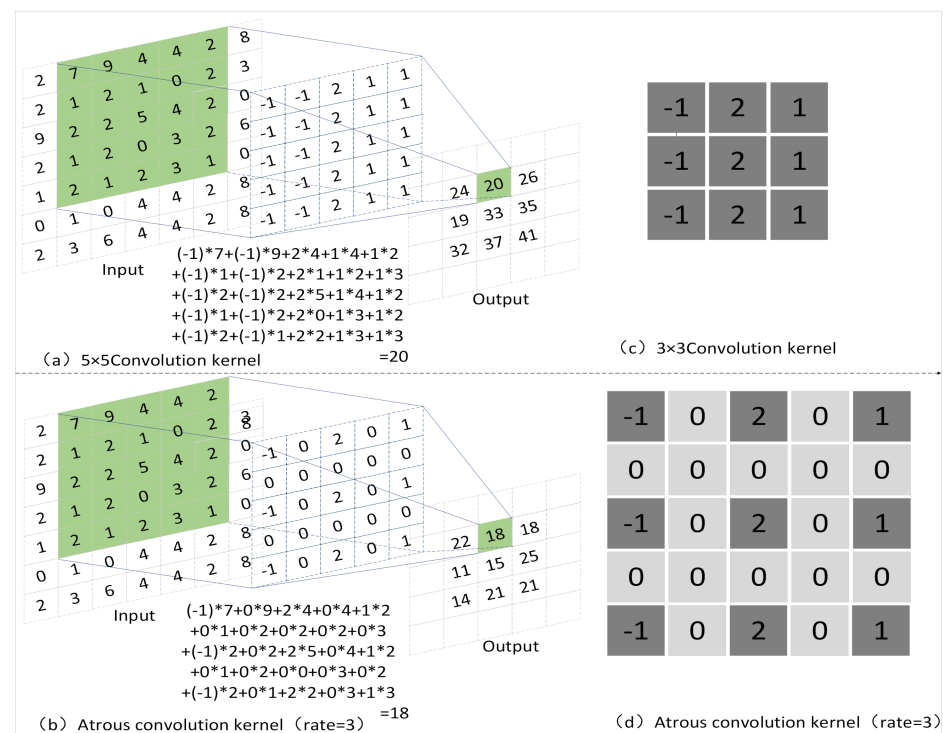 2 7 9 4 4 2 8
2 1 2 1 0 2 3
9 2 2 5 4 2 0
2 1 2 0 3 2 6
1 2 1 2 3 1 0
0 1 0 4 4 2 8
2 3 6 4 4 2 8
Input
-1 -1 2 1 1
-1 -1 2 1 1
-1 -1 2 1 1
-1 -1 2 1 1
-1 -1 2 1 1
24 20 26
19 33 35
32 37 41
Output
(-1)*7+(-1)*9+2*4+1*4+1*2
+(-1)*1+(-1)*2+2*1+1*2+1*3
+(-1)*2+(-1)*2+2*5+1*4+1*2
+(-1)*1+(-1)*2+2*0+1*3+1*2
+(-1)*2+(-1)*1+2*2+1*3+1*3
=20
（a）5×5Convolution kernel
-1 2 1
-1 2 1
-1 2 1
（c）3×3Convolution kernel
2 7 9 4 4 2 8
2 1 2 1 0 2 3
9 2 2 5 4 2 0
2 1 2 0 3 2 6
1 2 1 2 3 1 0
0 1 0 4 4 2 8
2 3 6 4 4 2 8
Input
-1 0 2 0 1
0 0 0 0 0
-1 0 2 0 1
0 0 0 0 0
-1 0 2 0 1
22 18 18
11 15 25
14 21 21
Output
(-1)*7+0*9+2*4+0*4+1*2
+0*1+0*2+0*2+0*2+0*3
+(-1)*2+0*2+2*5+0*4+1*2
+0*1+0*2+0*0+0*3+0*2
+(-1)*2+0*1+2*2+0*3+1*3
=18
（b）Atrous convolution kernel（rate=3）
-1 0 2 0 1
0 0 0 0 0
-1 0 2 0 1
0 0 0 0 0
-1 0 2 0 1
（d）Atrous convolution kernel（rate=3）